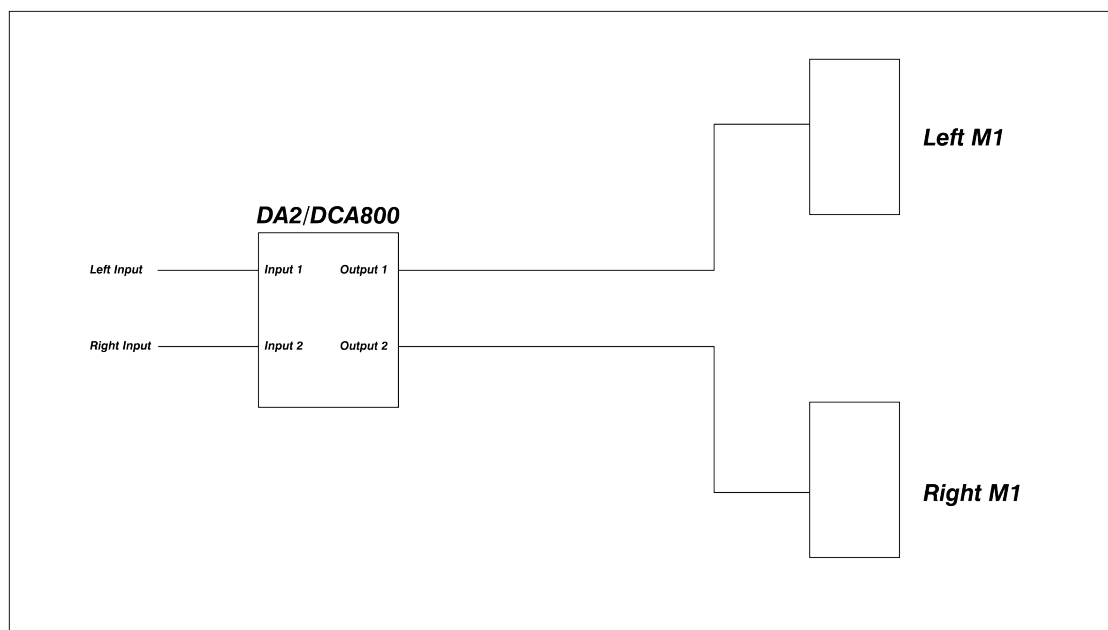 Left M1
DA2/DCA800
Left Input
Input 1
Output 1
Right Input
Input 2
Output 2
Right M1